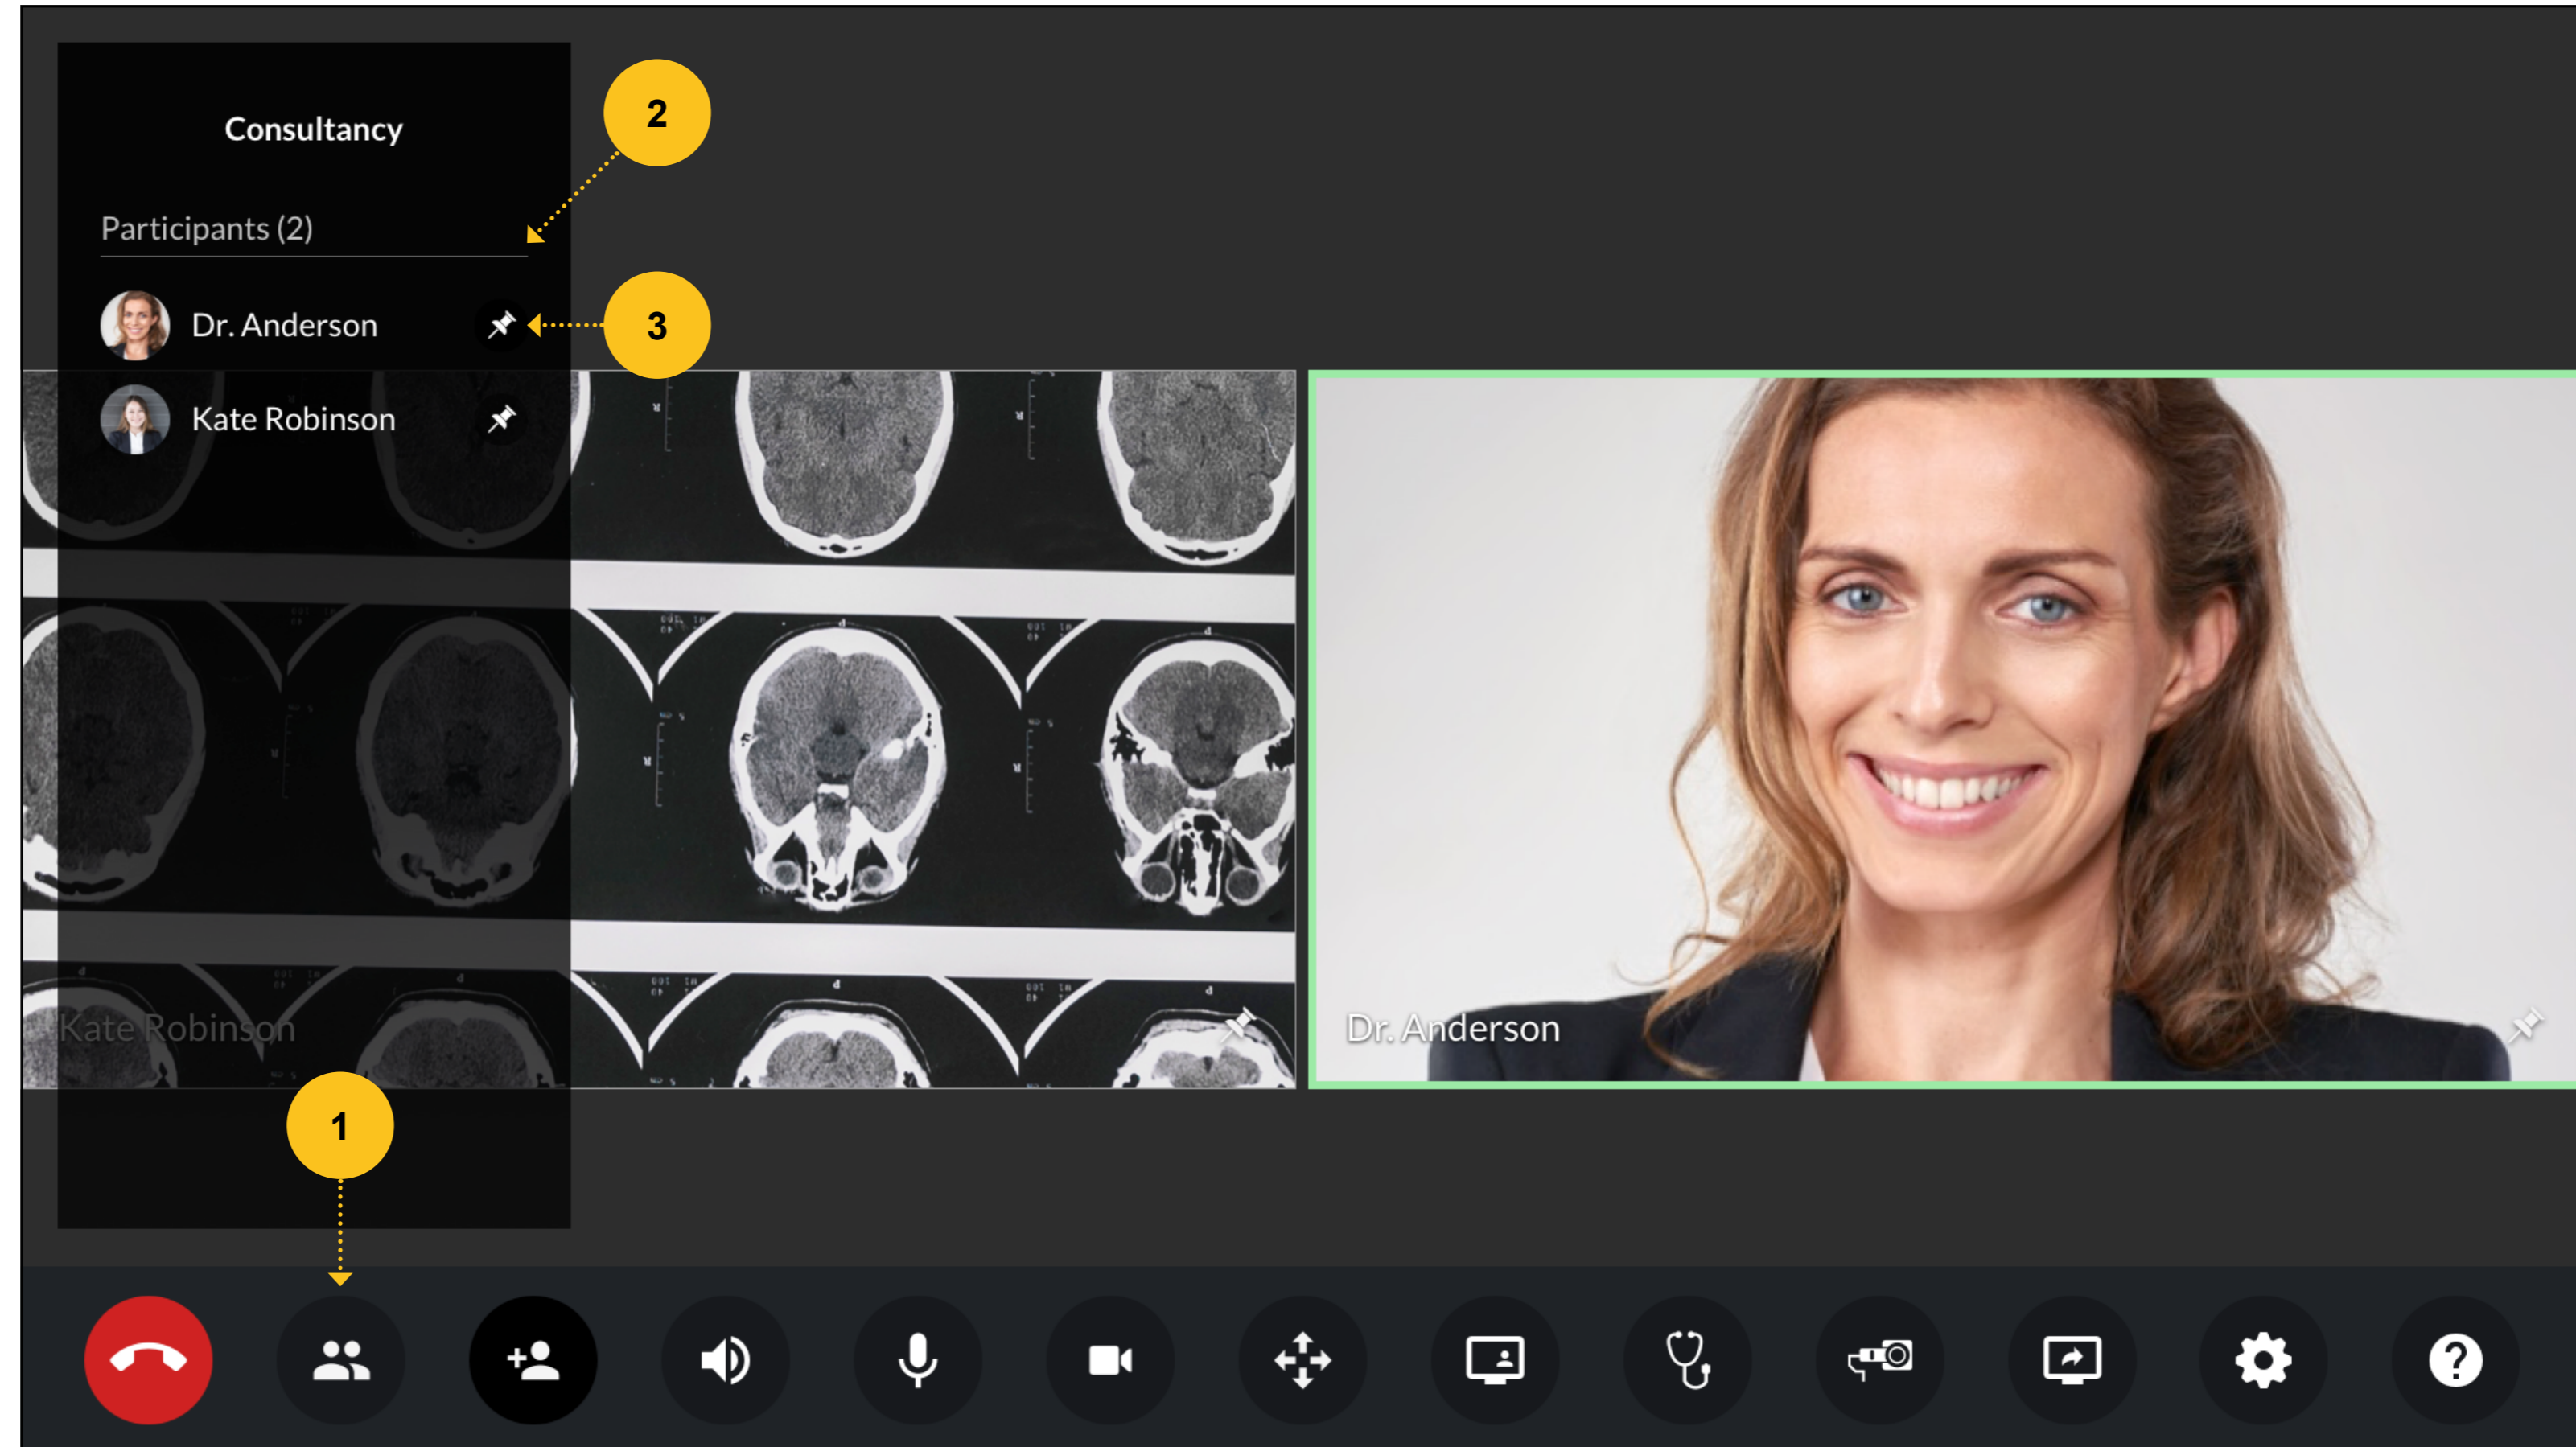 Consultancy
2
Participants (2)
Dr. Anderson
3
Kate Robinson
Kate Robinson
Dr. Anderson
1